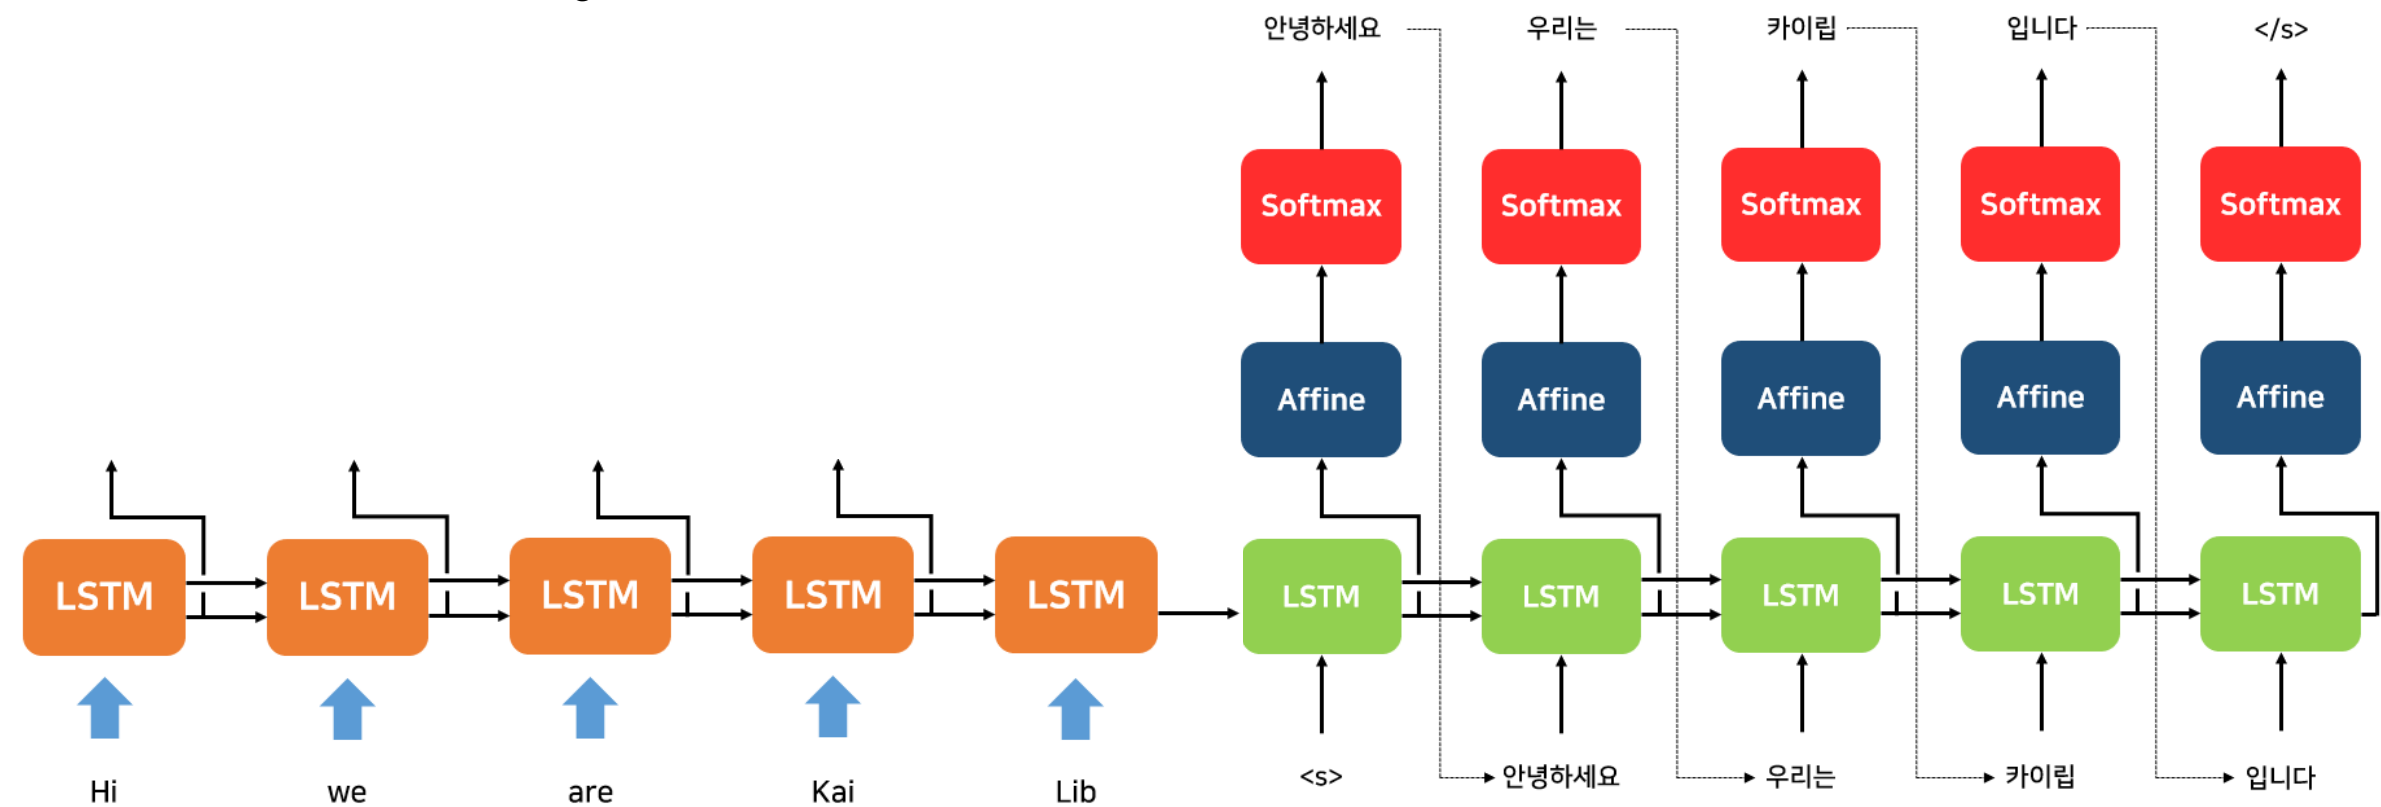 안녕하세요 우리는 카이립 입니다 </s>
Softmax Softmax Softmax Softmax Softmax
Affine Affine Affine Affine Affine
LSTM LSTM LSTM LSTM LSTM LSTM LSTM LSTM LSTM LSTM
<s> 안녕하세요 우리는 카이립 입니다
Hi we are Kai Lib